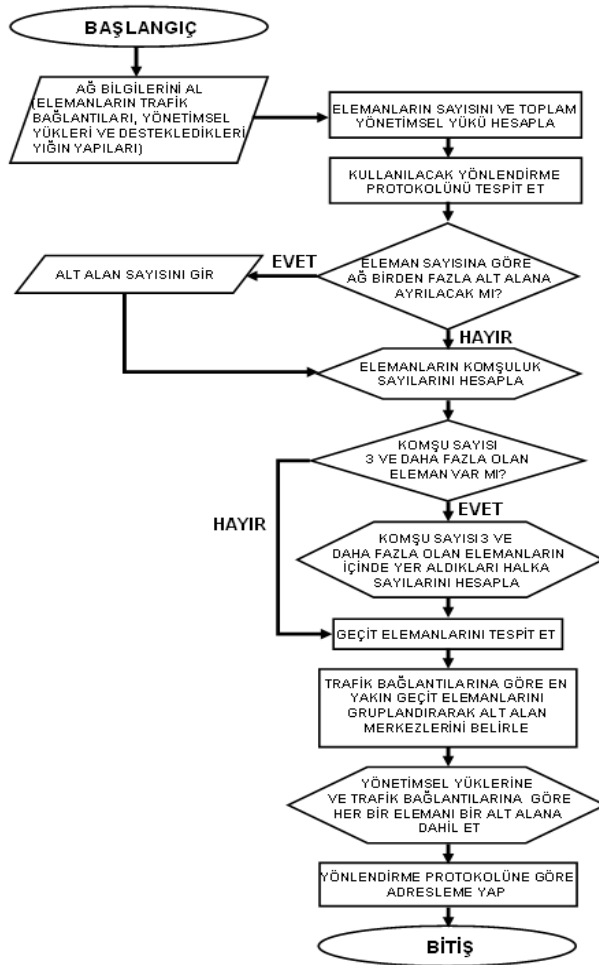 BAŞLANGIÇ
AĞ BİLGİLERİNİ AL
(ELEMANLARIN TRAFİK
BAĞLANTILARI, YÖNETİMSEL
YÜKLERİ VE DESTEKLEDİKLERİ
YIĞIN YAPILARI)
ELEMANLARIN SAYISINI VE TOPLAM
YÖNETİMSEL YÜKÜ HESAPLA
KULLANILACAK YÖNLENDİRME
PROTOKOLÜNÜ TESPİT ET
ELEMAN SAYISINA GÖRE
AĞ BİRDEN FAZLA ALT ALANA
AYRILACAK MI?
EVET
ALT ALAN SAYISINI GİR
HAYIR
ELEMANLARIN KOMŞULUK
SAYILARINI HESAPLA
KOMŞU SAYISI
3 VE DAHA FAZLA OLAN
ELEMAN VAR MI?
HAYIR
EVET
KOMŞU SAYISI 3 VE
DAHA FAZLA OLAN ELEMANLARIN
İÇİNDE YER ALDIKLARI HALKA
SAYILARINI HESAPLA
GEÇİT ELEMANLARINI TESPİT ET
TRAFİK BAĞLANTILARINA GÖRE EN
YAKIN GEÇİT ELEMANLARINI
GRUPLANDIRARAK ALT ALAN
MERKEZLERİNİ BELİRLE
YÖNETİMSEL YÜKLERİNE
VE TRAFİK BAĞLANTILARINA GÖRE
HER BİR ELEMANI BİR ALT ALANA
DAHİL ET
YÖNLENDİRME PROTOKOLÜNE GÖRE
ADRESLEME YAP
BİTİŞ